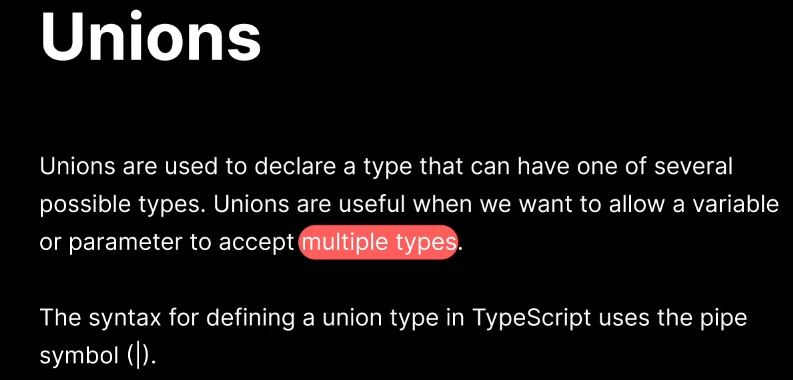 Unions
Unions are used to declare a type that can have one of several
possible types. Unions are useful when we want to allow a variable
or parameter to accept multiple types.
The syntax for defining a union type in TypeScript uses the pipe
symbol (|).